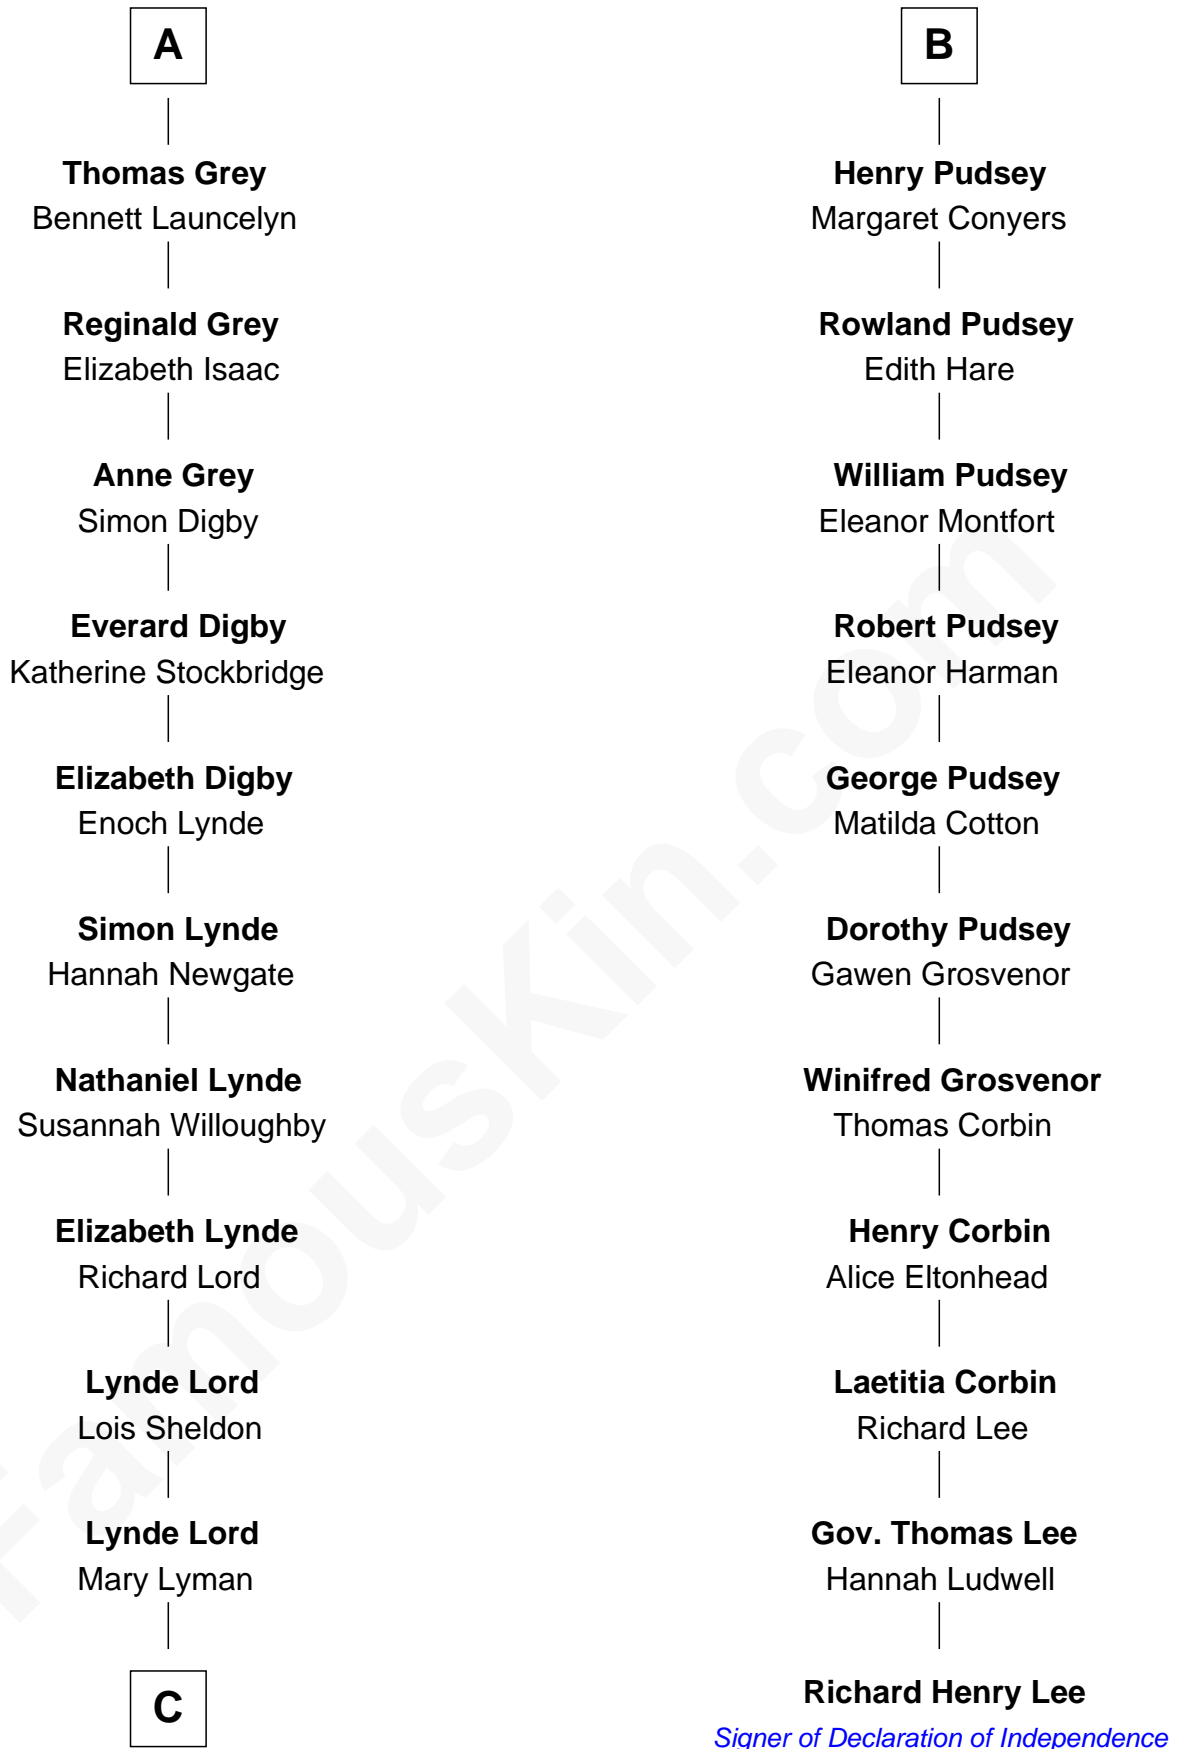 A
Thomas Grey
Bennett Launcelyn
Reginald Grey
Elizabeth Isaac
Anne Grey
Simon Digby
Everard Digby
Katherine Stockbridge
Elizabeth Digby
Enoch Lynde
Simon Lynde
Hannah Newgate
Nathaniel Lynde
Susannah Willoughby
Elizabeth Lynde
Richard Lord
Lynde Lord
Lois Sheldon
Lynde Lord
Mary Lyman
C
B
Henry Pudsey
Margaret Conyers
Rowland Pudsey
Edith Hare
William Pudsey
Eleanor Montfort
Robert Pudsey
Eleanor Harman
George Pudsey
Matilda Cotton
Dorothy Pudsey
Gawen Grosvenor
Winifred Grosvenor
Thomas Corbin
Henry Corbin
Alice Eltonhead
Laetitia Corbin
Richard Lee
Gov. Thomas Lee
Hannah Ludwell
Richard Henry Lee
Signer of Declaration of Independence
FamousKin.com